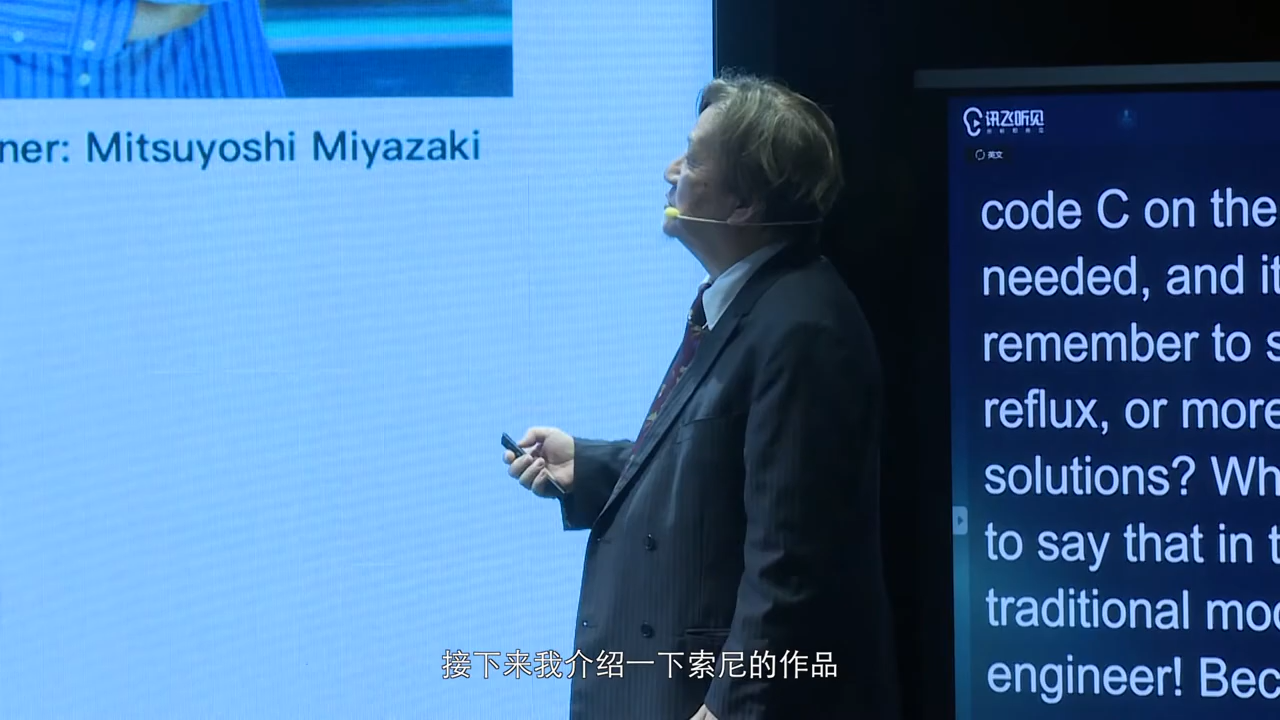 ner: Mitsuyoshi Miyazaki
讯飞听见
英文
code C on the
needed, and it
remember to s
reflux, or more
solutions? Wh
to say that in t
traditional moc
engineer! Bec
接下来我介绍一下索尼的作品